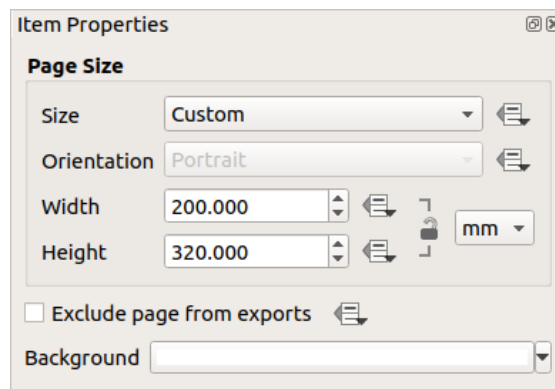 Item Properties
Page Size
Size Custom
Orientation Portrait
Width 200.000
mm
Height 320.000
Exclude page from exports
Background